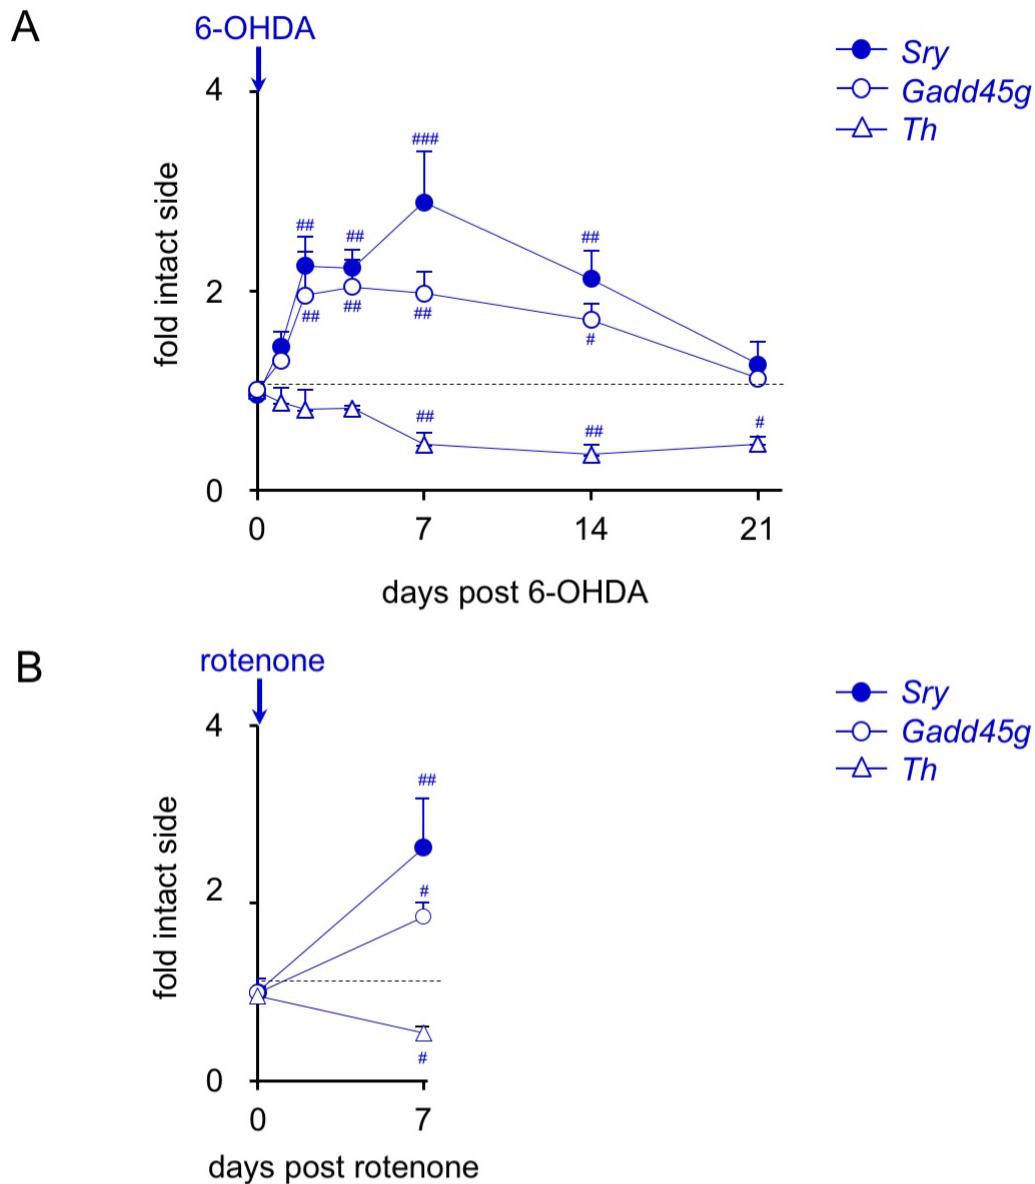 A
6-OHDA
Sry
Gadd45g
Th
4
2
0
fold intact side
###
##
##
##
##
##
##
#
##
##
#
0 7 14 21
days post 6-OHDA
B
rotenone
Sry
Gadd45g
Th
4
2
0
fold intact side
##
#
#
0 7
days post rotenone